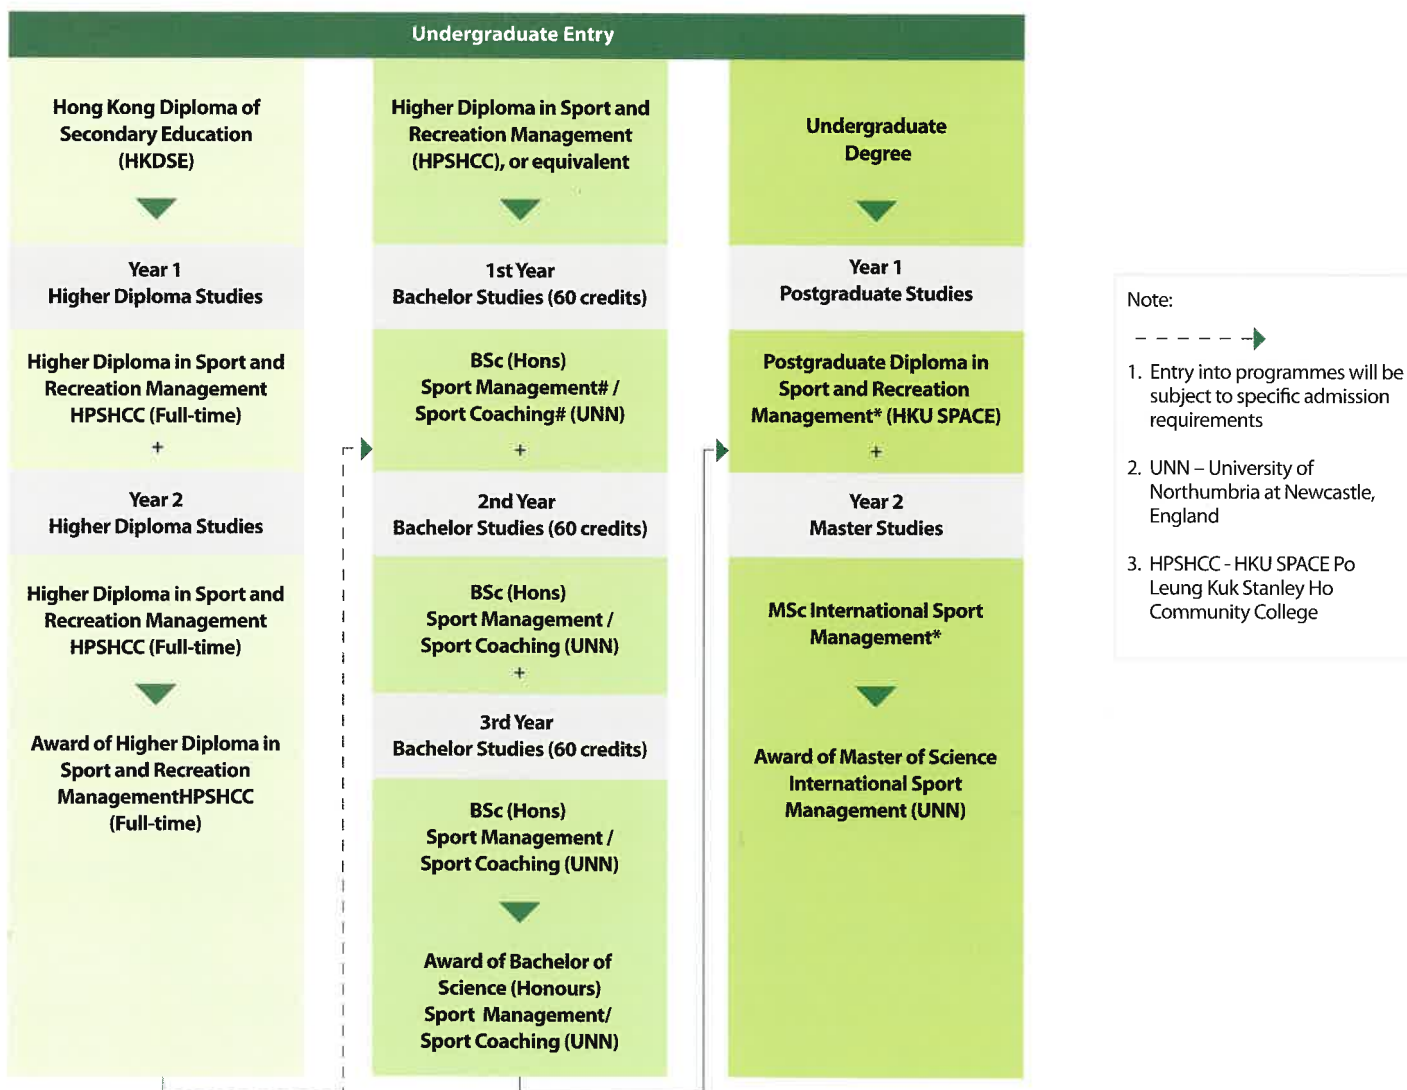 Undergraduate Entry
Hong Kong Diploma of
Secondary Education
(HKDSE)
Year 1
Higher Diploma Studies
Higher Diploma in Sport and
Recreation Management
HPSHCC (Full-time)
+
Year 2
Higher Diploma Studies
Higher Diploma in Sport and
Recreation Management
HPSHCC (Full-time)
Award of Higher Diploma in
Sport and Recreation
ManagementHPSHCC
(Full-time)
Higher Diploma in Sport and
Recreation Management
(HPSHCC), or equivalent
1st Year
Bachelor Studies (60 credits)
BSc (Hons)
Sport Management# /
Sport Coaching# (UNN)
+
2nd Year
Bachelor Studies (60 credits)
BSc (Hons)
Sport Management /
Sport Coaching (UNN)
+
3rd Year
Bachelor Studies (60 credits)
BSc (Hons)
Sport Management /
Sport Coaching (UNN)
Award of Bachelor of
Science (Honours)
Sport Management/
Sport Coaching (UNN)
Undergraduate
Degree
Year 1
Postgraduate Studies
Postgraduate Diploma in
Sport and Recreation
Management* (HKU SPACE)
+
Year 2
Master Studies
MSc International Sport
Management*
Award of Master of Science
International Sport
Management (UNN)
Note:
1. Entry into programmes will be
subject to specific admission
requirements
2. UNN – University of
Northumbria at Newcastle,
England
3. HPSHCC - HKU SPACE Po
Leung Kuk Stanley Ho
Community College